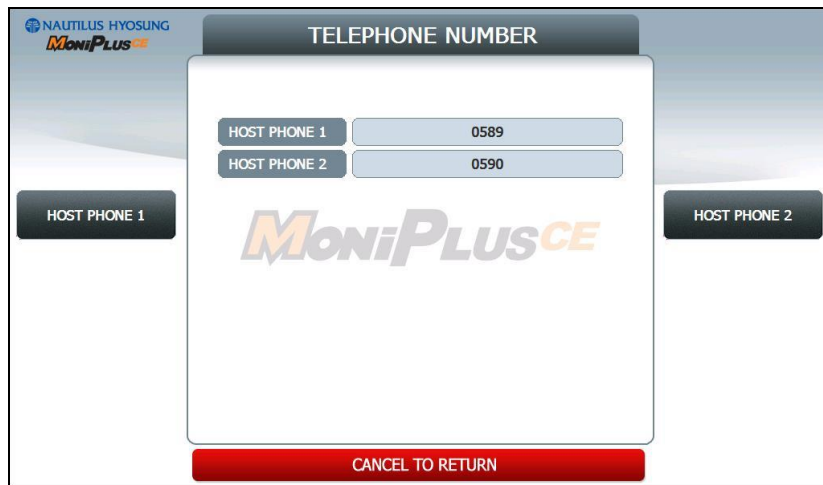 NAUTILUS HYOSUNG
MoniPlusCE
TELEPHONE NUMBER
HOST PHONE 1 0589
HOST PHONE 2 0590
HOST PHONE 1
HOST PHONE 2
MoniPlusCE
CANCEL TO RETURN